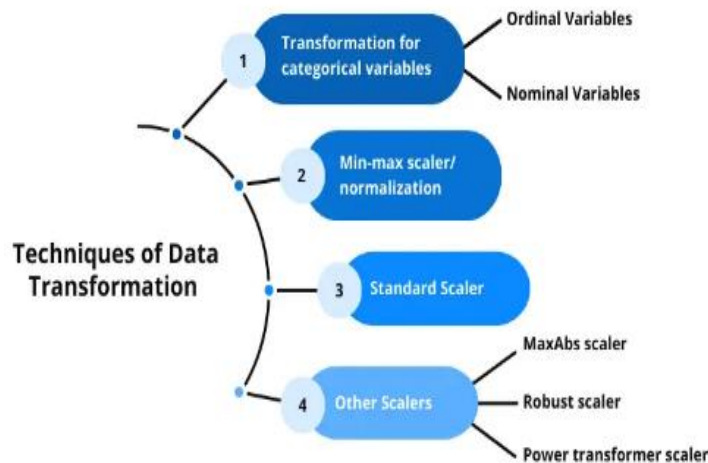 Techniques of Data
Transformation
1
Transformation for
categorical variables
Ordinal Variables
Nominal Variables
2
Min-max scaler/
normalization
3
Standard Scaler
4
Other Scalers
MaxAbs scaler
Robust scaler
Power transformer scaler